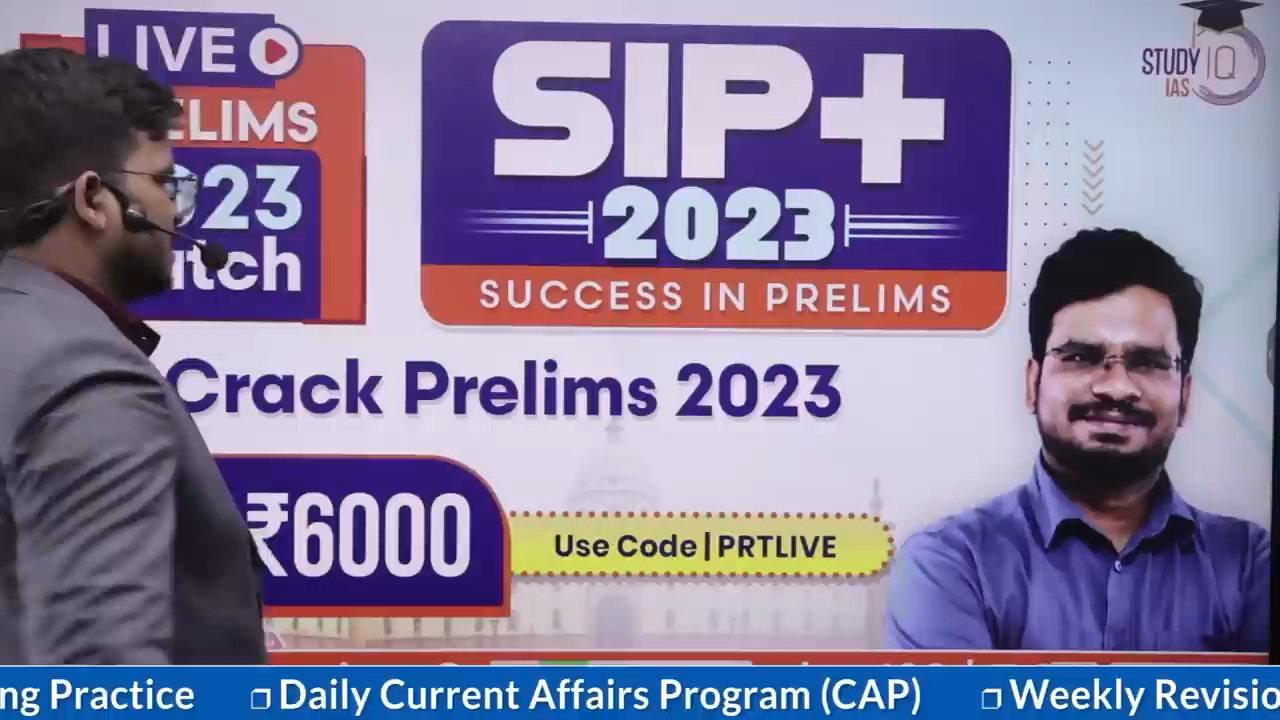 LIVE
ELIMS
023
atch
SIP+
2023
SUCCESS IN PRELIMS
STUDY IQ
IAS
Crack Prelims 2023
₹6000
Use Code | PRTLIVE
ng Practice ❐ Daily Current Affairs Program (CAP) ❐ Weekly Revisio